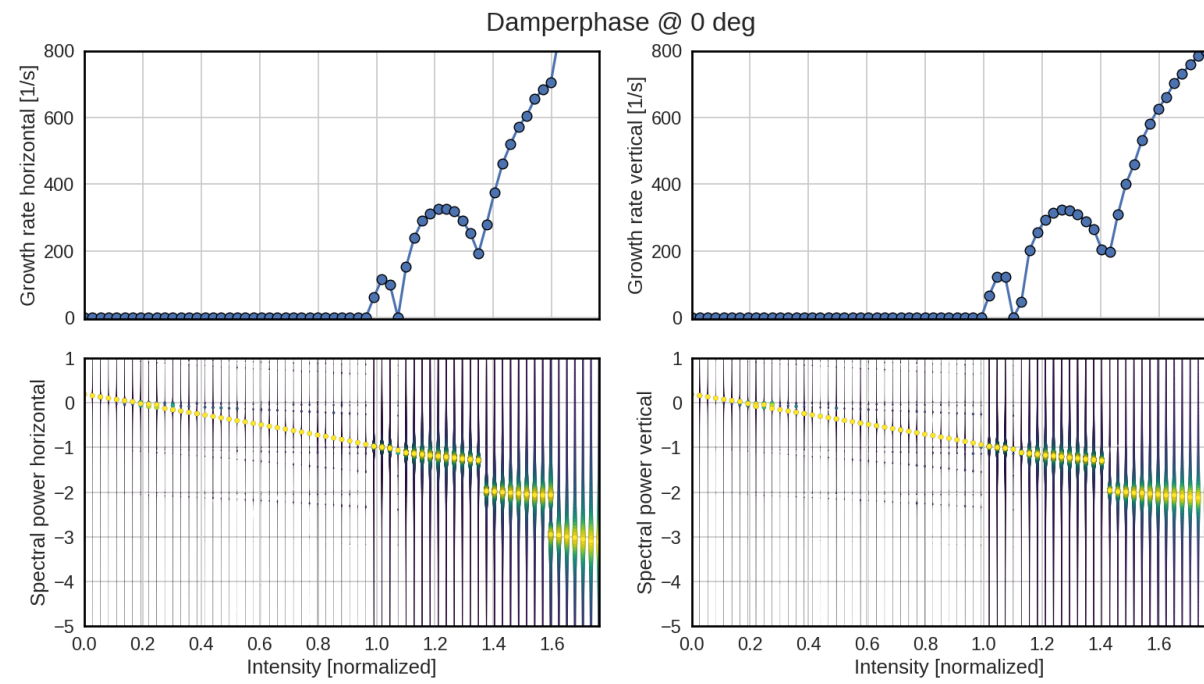 Damperphase @ 0 deg
Growth rate horizontal [1/s]
800
600
400
200
0
Growth rate vertical [1/s]
800
600
400
200
0
Spectral power horizontal
1
0
−1
−2
−3
−4
−5
0.0 0.2 0.4 0.6 0.8 1.0 1.2 1.4 1.6
Intensity [normalized]
Spectral power vertical
1
0
−1
−2
−3
−4
−5
0.0 0.2 0.4 0.6 0.8 1.0 1.2 1.4 1.6
Intensity [normalized]